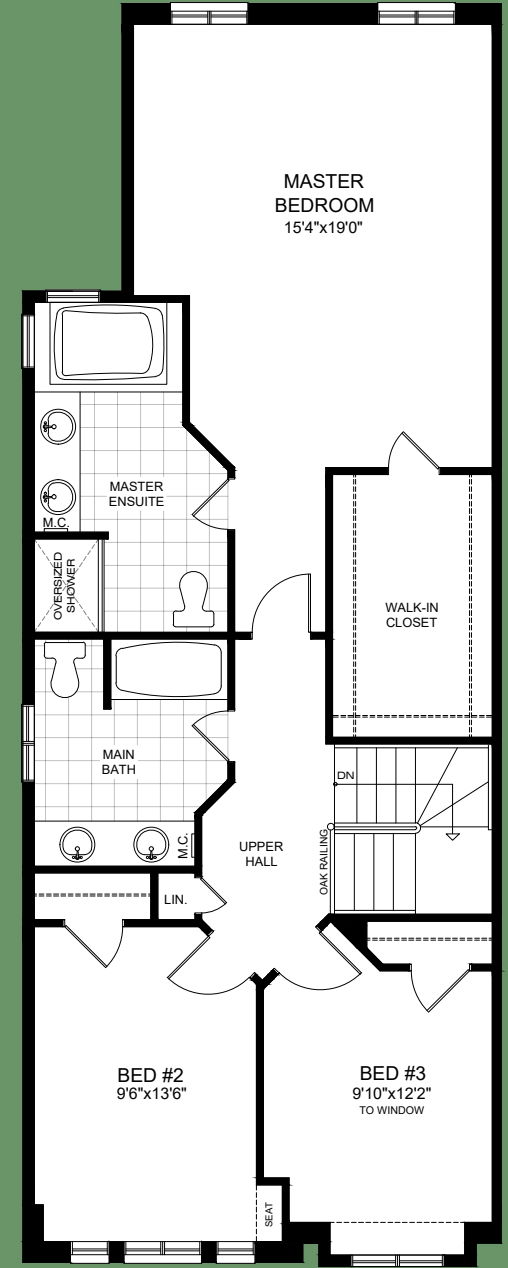 MASTER
BEDROOM
15'4"x19'0"
MASTER
ENSUITE
M.C.
OVERSIZED
SHOWER
WALK-IN
CLOSET
MAIN
BATH
DN
M.C.
UPPER
HALL
OAK RAILING
LIN.
BED #2
9'6"x13'6"
BED #3
9'10"x12'2"
TO WINDOW
SEAT